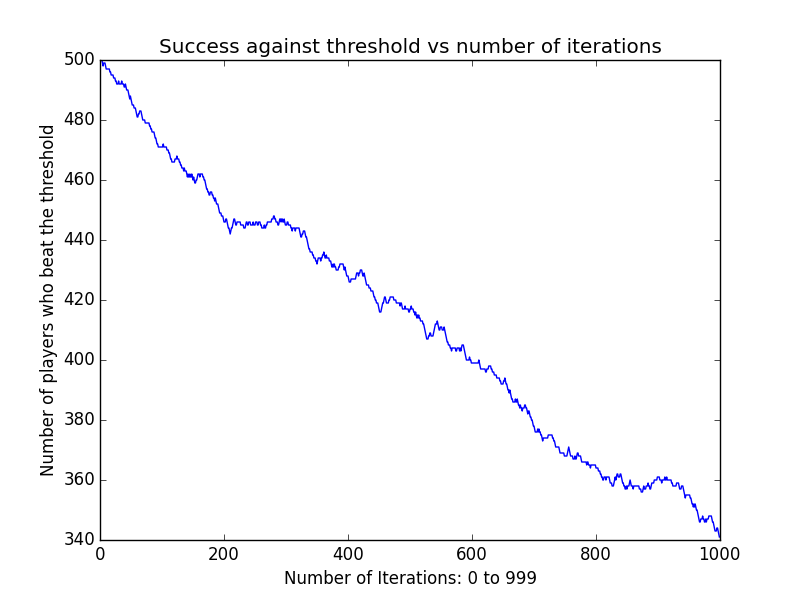 Success against threshold vs number of iterations
500
480
460
440
420
400
380
360
340
Number of players who beat the threshold
0 200 400 600 800 1000
Number of Iterations: 0 to 999